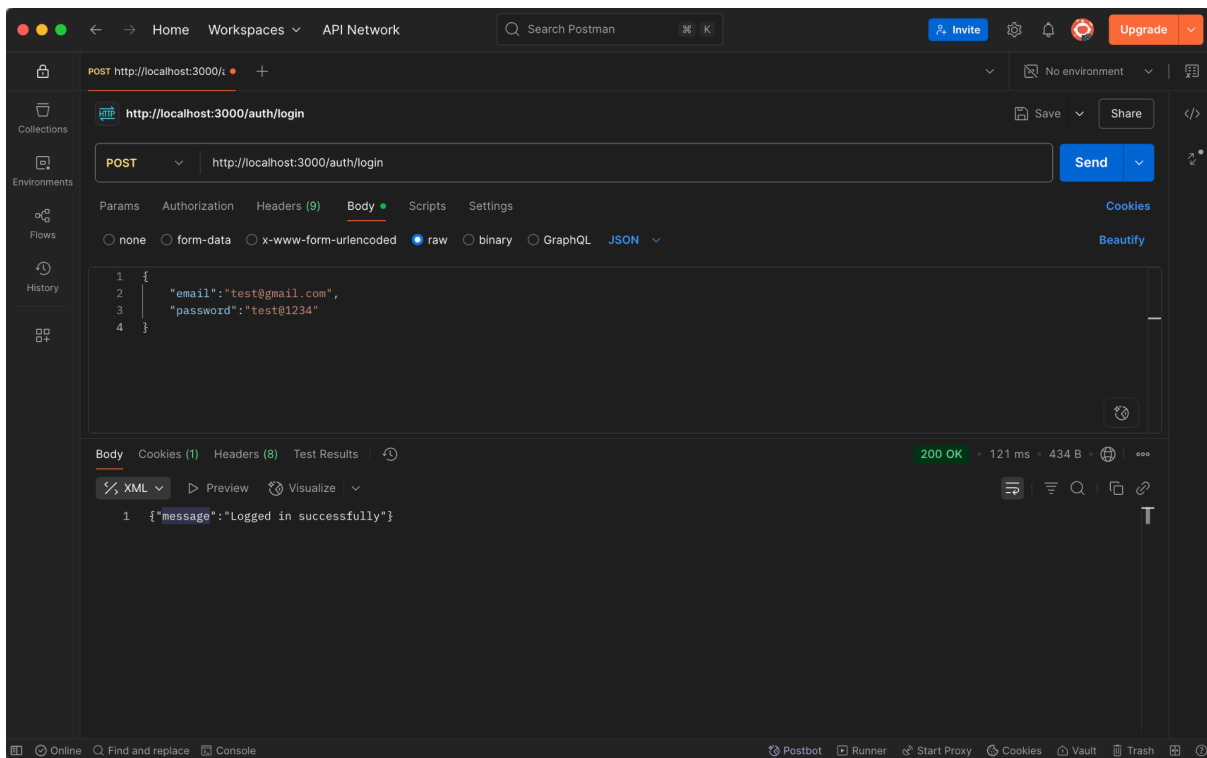 Home Workspaces API Network Search Postman ⌘ K Invite Upgrade
POST http://localhost:3000/a No environment
Collections
Environments
Flows
History
HTTP http://localhost:3000/auth/login Save Share
POST http://localhost:3000/auth/login Send
Params Authorization Headers (9) Body Scripts Settings Cookies
none form-data x-www-form-urlencoded raw binary GraphQL JSON Beautify
1 {
2 "email":"test@gmail.com",
3 "password":"test@1234"
4 }
Body Cookies (1) Headers (8) Test Results 200 OK • 121 ms • 434 B
XML Preview Visualize
1 {"message":"Logged in successfully"}
Online Find and replace Console Postbot Runner Start Proxy Cookies Vault Trash